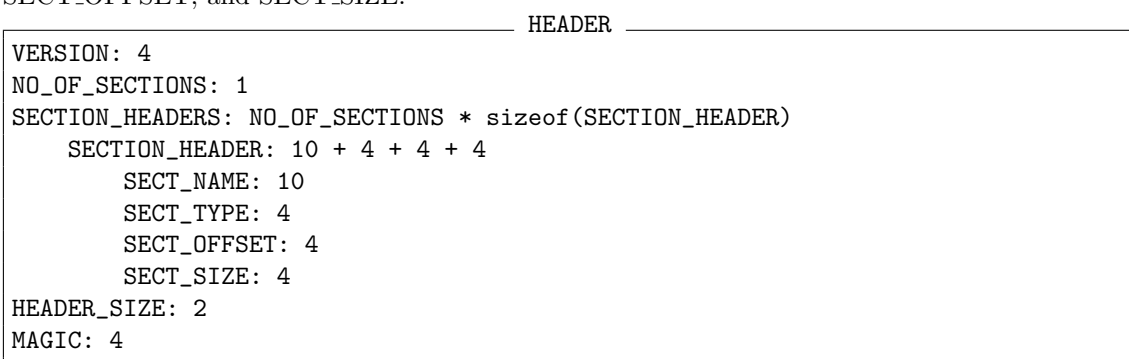 SECT_OFFSET, and SECT_SIZE.
HEADER
VERSION: 4
NO_OF_SECTIONS: 1
SECTION_HEADERS: NO_OF_SECTIONS * sizeof(SECTION_HEADER)
SECTION_HEADER: 10 + 4 + 4 + 4
SECT_NAME: 10
SECT_TYPE: 4
SECT_OFFSET: 4
SECT_SIZE: 4
HEADER_SIZE: 2
MAGIC: 4